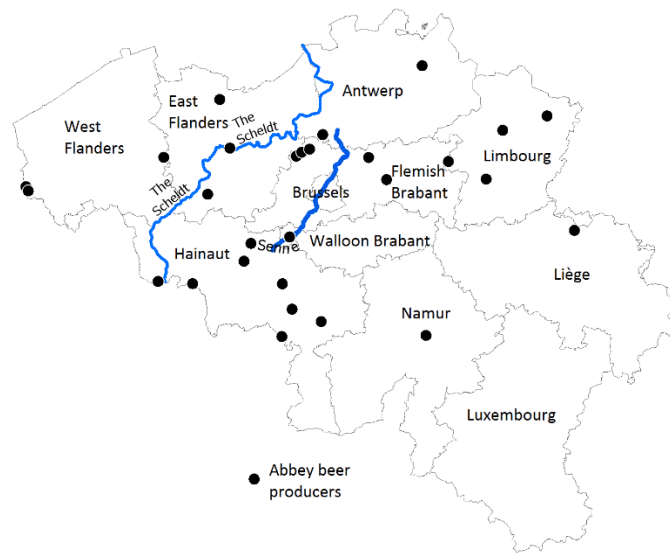 Antwerp
East
Flanders
The
Scheldt
West
Flanders
Limbourg
Flemish
Brabant
Brussels
The
Scheldt
Walloon Brabant
Senne
Hainaut
Liège
Namur
Luxembourg
Abbey beer
producers